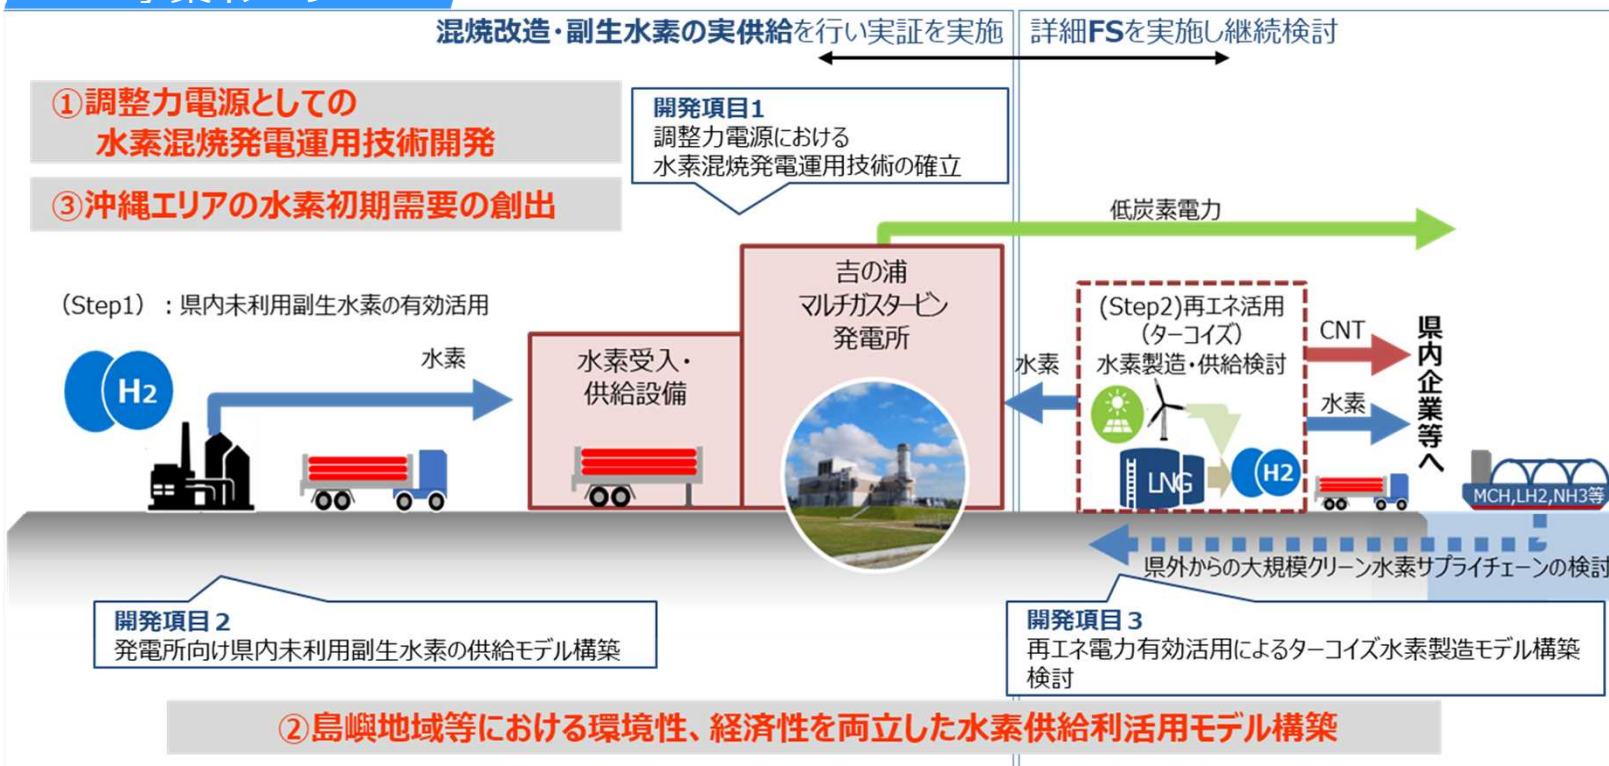 混焼改造・副生水素の実供給を行い実証を実施
詳細FSを実施し継続検討
①調整力電源としての
水素混焼発電運用技術開発
開発項目1
調整力電源における
水素混焼発電運用技術の確立
③沖縄エリアの水素初期需要の創出
低炭素電力
(Step1) : 県内未利用副生水素の有効活用
H2
水素
水素受入・
供給設備
吉の浦
マルチガスタービン
発電所
水素
(Step2)再エネ活用
(ターコイズ)
水素製造・供給検討
LNG
H2
CNT
水素
県内企業等へ
MCH,LH2,NH3等
県外からの大規模クリーン水素サプライチェーンの検討
開発項目2
発電所向け県内未利用副生水素の供給モデル構築
開発項目3
再エネ電力有効活用によるターコイズ水素製造モデル構築
検討
②島嶼地域等における環境性、経済性を両立した水素供給利活用モデル構築